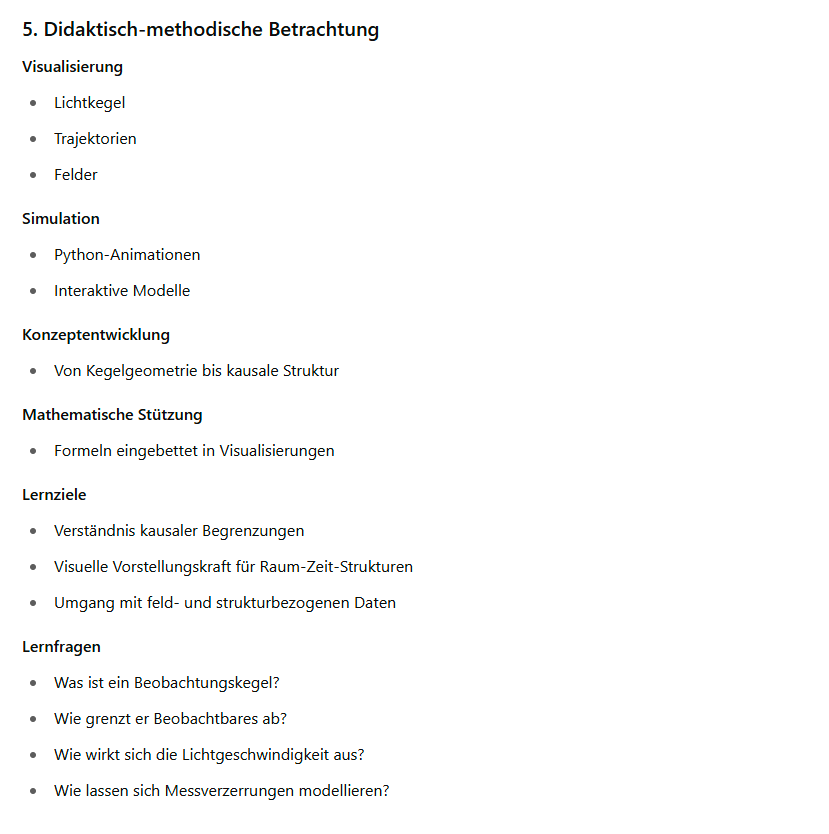 5. Didaktisch-methodische Betrachtung
Visualisierung
• Lichtkegel
• Trajektorien
• Felder
Simulation
• Python-Animationen
• Interaktive Modelle
Konzeptentwicklung
• Von Kegelgeometrie bis kausale Struktur
Mathematische Stützung
• Formeln eingebettet in Visualisierungen
Lernziele
• Verständnis kausaler Begrenzungen
• Visuelle Vorstellungskraft für Raum-Zeit-Strukturen
• Umgang mit feld- und strukturbezogenen Daten
Lernfragen
• Was ist ein Beobachtungskegel?
• Wie grenzt er Beobachtbares ab?
• Wie wirkt sich die Lichtgeschwindigkeit aus?
• Wie lassen sich Messverzerrungen modellieren?